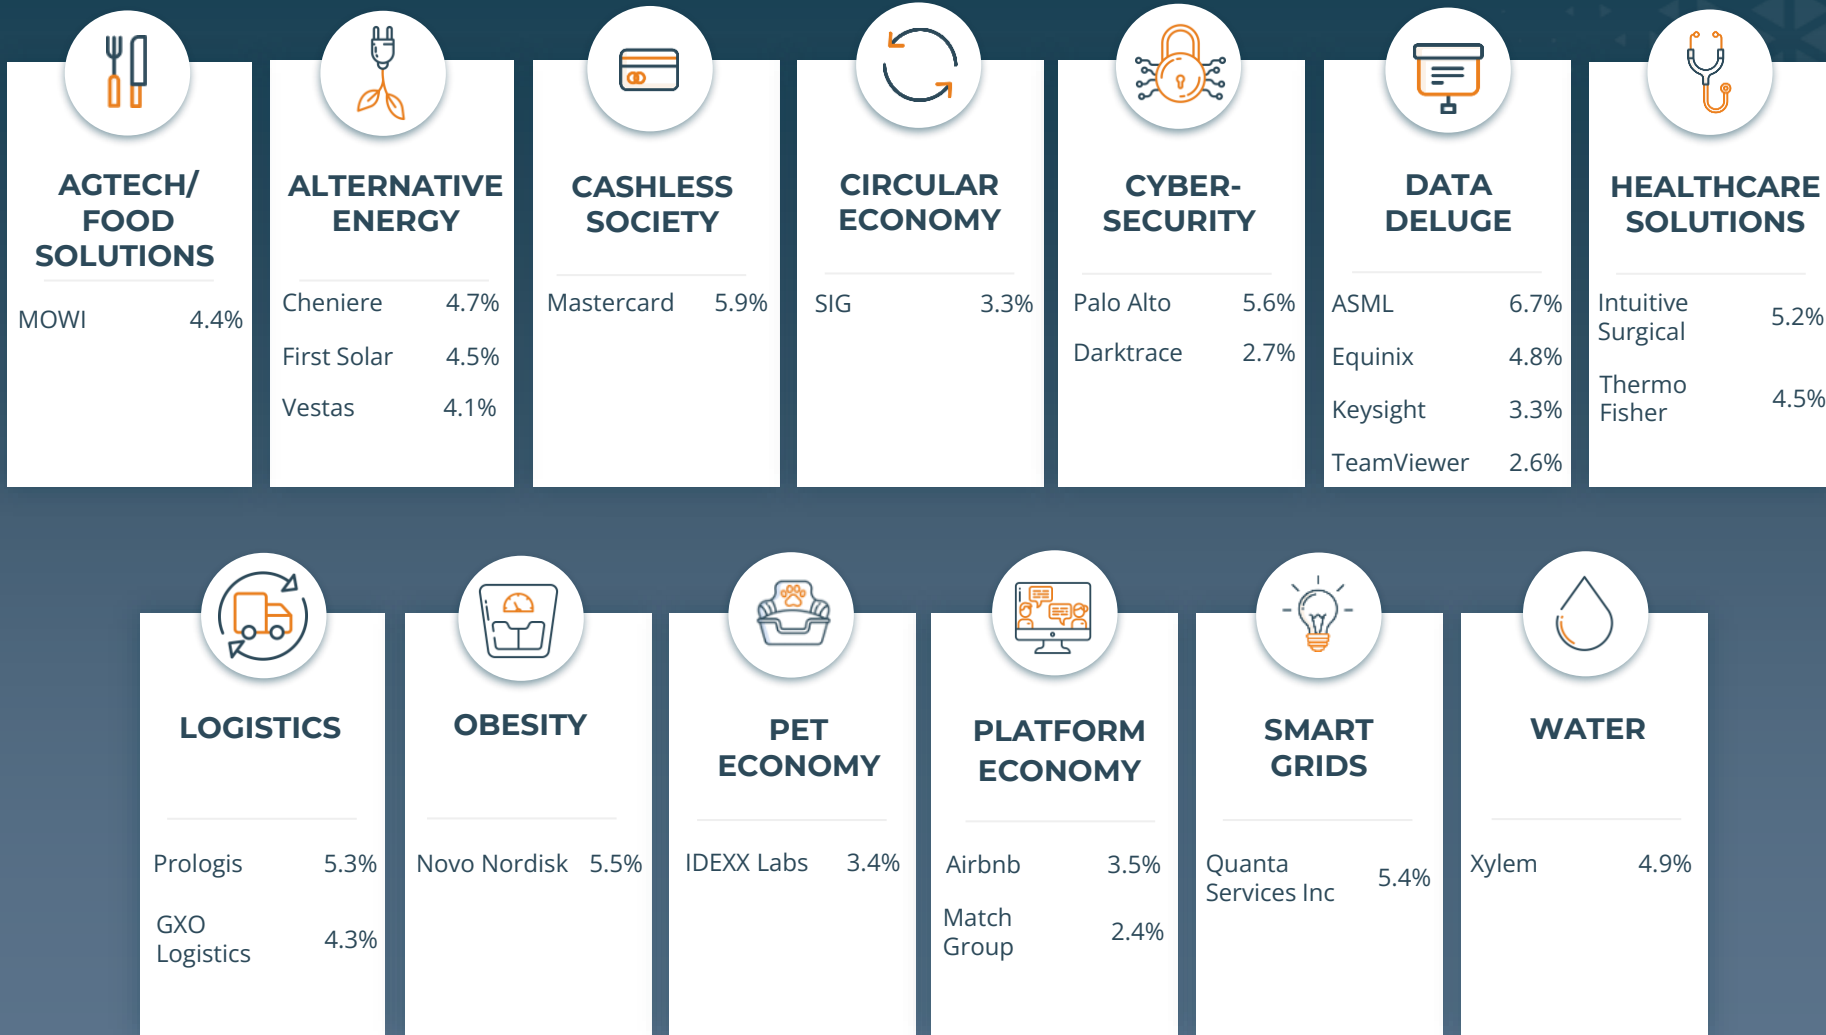 AGTECH/
FOOD
SOLUTIONS
MOWI 4.4%
ALTERNATIVE
ENERGY
Cheniere 4.7%
First Solar 4.5%
Vestas 4.1%
CASHLESS
SOCIETY
Mastercard 5.9%
CIRCULAR
ECONOMY
SIG 3.3%
CYBER-
SECURITY
Palo Alto 5.6%
Darktrace 2.7%
DATA
DELUGE
ASML 6.7%
Equinix 4.8%
Keysight 3.3%
TeamViewer 2.6%
HEALTHCARE
SOLUTIONS
Intuitive
Surgical 5.2%
Thermo
Fisher 4.5%
LOGISTICS
Prologis 5.3%
GXO
Logistics 4.3%
OBESITY
Novo Nordisk 5.5%
PET
ECONOMY
IDEXX Labs 3.4%
PLATFORM
ECONOMY
Airbnb 3.5%
Match
Group 2.4%
SMART
GRIDS
Quanta
Services Inc 5.4%
WATER
Xylem 4.9%